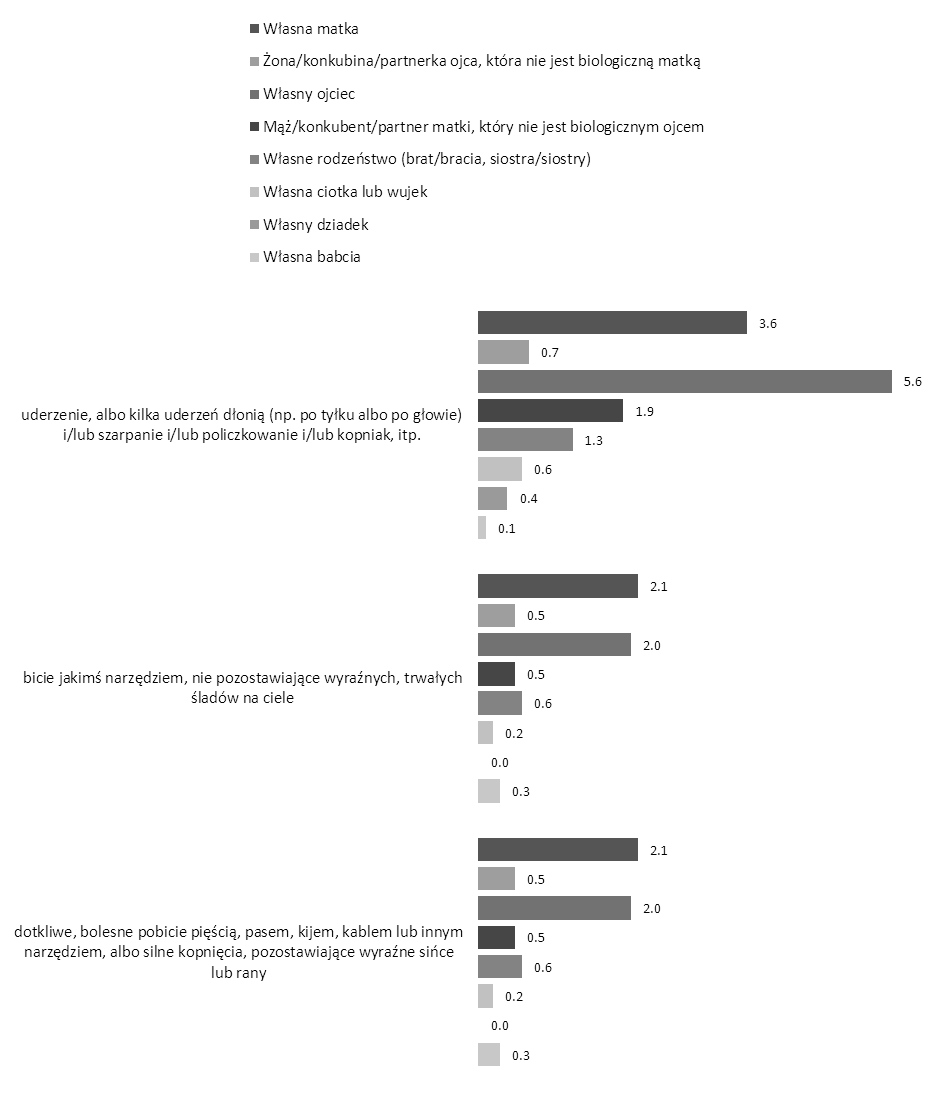 Własna matka
Żona/konkubina/partnerka ojca, która nie jest biologiczną matką
Własny ojciec
Mąż/konkubent/partner matki, który nie jest biologicznym ojcem
Własne rodzeństwo (brat/bracia, siostra/siostry)
Własna ciotka lub wujek
Własny dziadek
Własna babcia
3.6
0.7
5.6
uderzenie, albo kilka uderzeń dłonią (np. po tyłku albo po głowie)
i/lub szarpanie i/lub policzkowanie i/lub kopniak, itp.
1.9
1.3
0.6
0.4
0.1
2.1
0.5
2.0
bicie jakimś narzędziem, nie pozostawiające wyraźnych, trwałych
śladów na ciele
0.5
0.6
0.2
0.0
0.3
2.1
0.5
2.0
dotkliwe, bolesne pobicie pięścią, pasem, kijem, kablem lub innym
narzędziem, albo silne kopnięcia, pozostawiające wyraźne sińce
lub rany
0.5
0.6
0.2
0.0
0.3